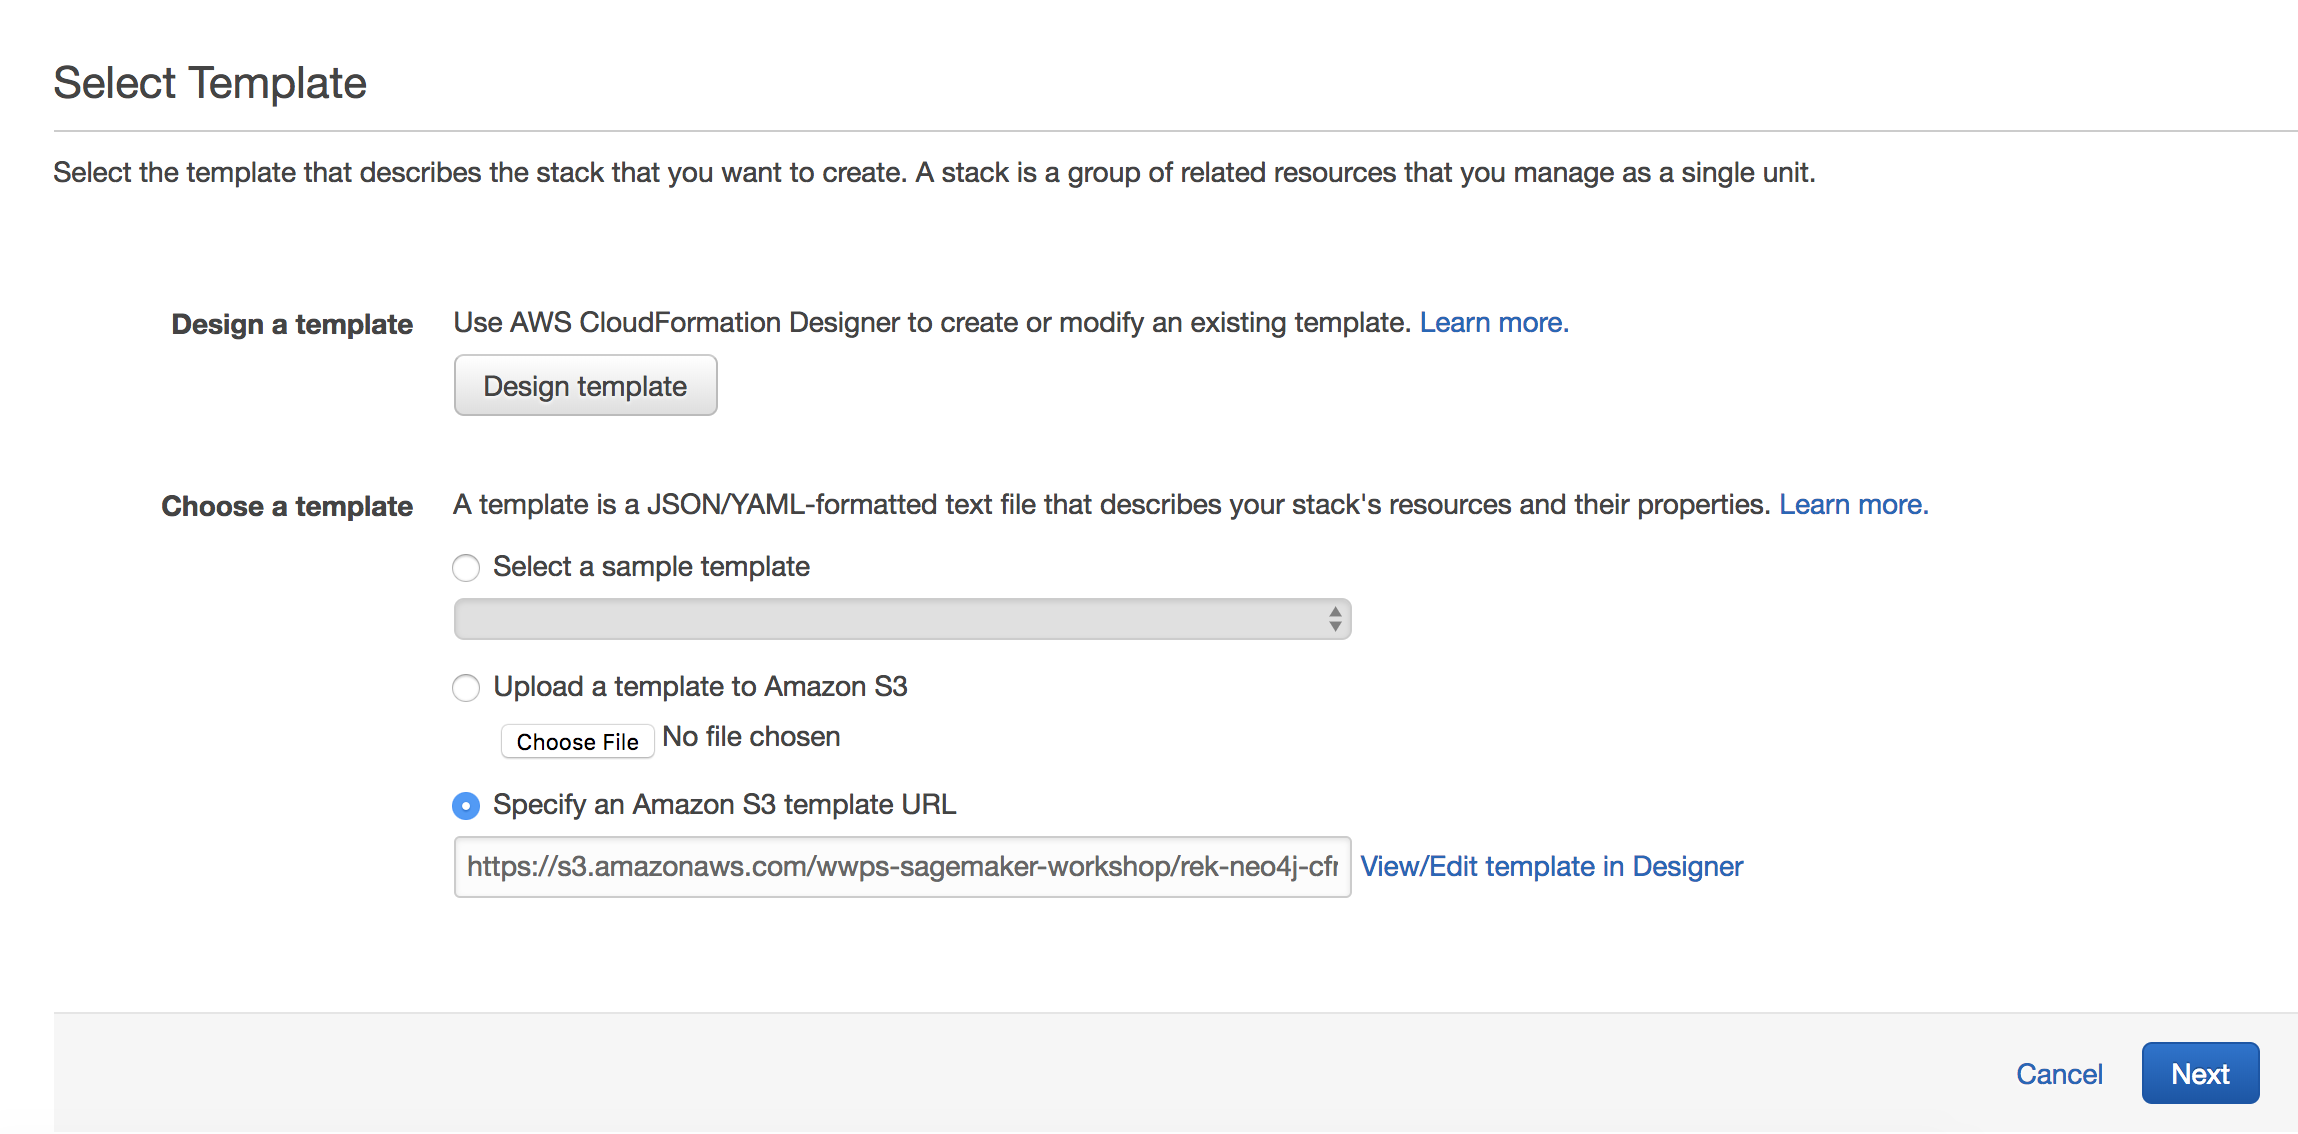 Select Template
Select the template that describes the stack that you want to create. A stack is a group of related resources that you manage as a single unit.
Design a template
Use AWS CloudFormation Designer to create or modify an existing template. Learn more.
Design template
Choose a template
A template is a JSON/YAML-formatted text file that describes your stack's resources and their properties. Learn more.
Select a sample template
Upload a template to Amazon S3
Choose File No file chosen
Specify an Amazon S3 template URL
https://s3.amazonaws.com/wwps-sagemaker-workshop/rek-neo4j-cf View/Edit template in Designer
Cancel Next